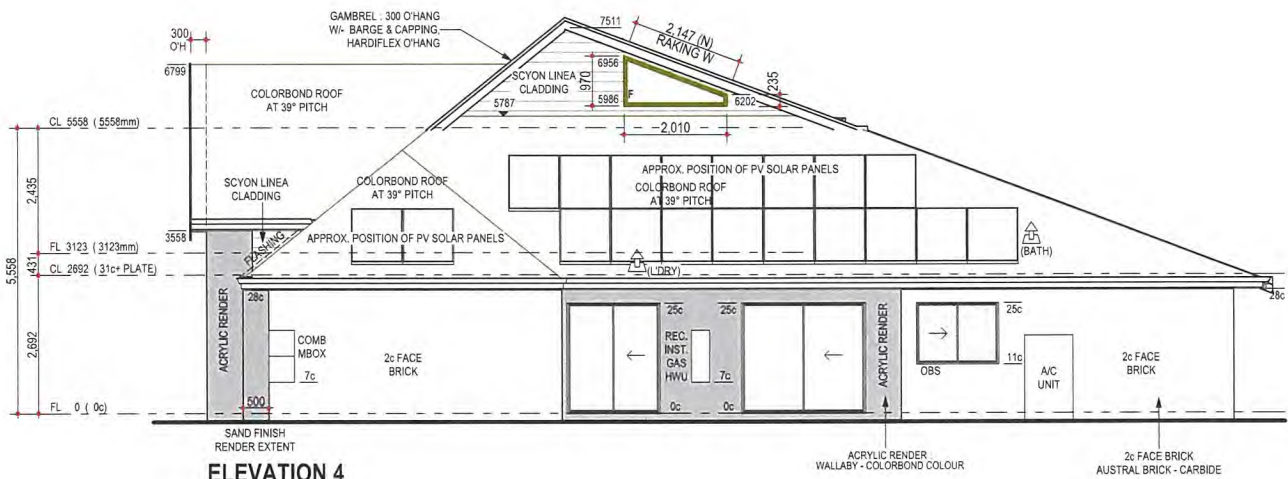 GAMBREL : 300 O'HANG
W/- BARGE & CAPPING,
HARDIFLEX O'HANG
7511
2,147 (N)
RAKING W
300
O'H
6799
COLORBOND ROOF
AT 39° PITCH
SCYON LINEA
CLADDING
970
6956
5986
F
235
6202
5787
2,010
CL 5558 ( 5558mm)
2,435
SCYON LINEA
CLADDING
COLORBOND ROOF
AT 39° PITCH
APPROX. POSITION OF PV SOLAR PANELS
COLORBOND ROOF
AT 39° PITCH
3558
FLASHING
APPROX. POSITION OF PV SOLAR PANELS
(L'DRY)
(BATH)
FL 3123 ( 3123mm)
431
CL 2692 ( 31c+ PLATE)
5,558
2,692
28c
28c
ACRYLIC RENDER
COMB
MBOX
7c
2c FACE
BRICK
25c
25c
REC.
INST.
GAS
HWU
7c
0c
0c
ACRYLIC RENDER
25c
11c
OBS
A/C
UNIT
2c FACE
BRICK
500
FL 0 ( 0c)
SAND FINISH
RENDER EXTENT
ACRYLIC RENDER
WALLABY - COLORBOND COLOUR
2c FACE BRICK
AUSTRAL BRICK - CARBIDE
ELEVATION 4